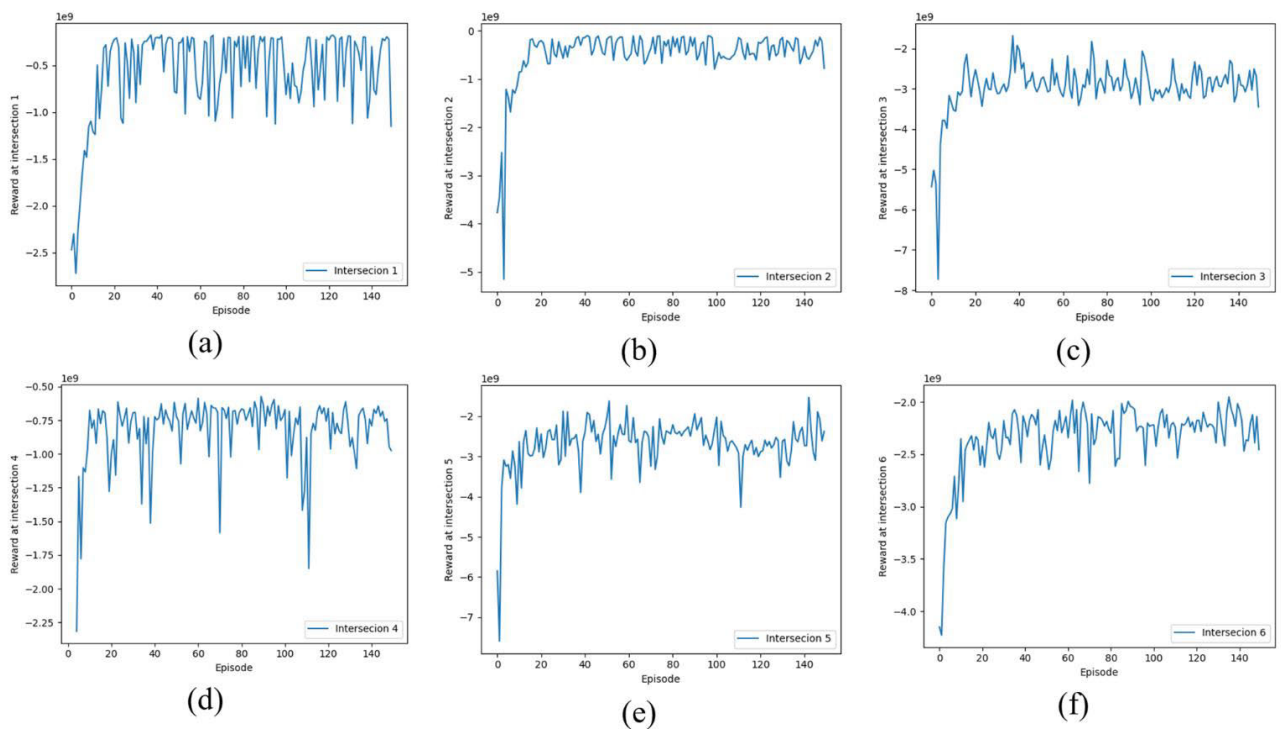 1e9
−0.5
−1.0
−1.5
−2.0
−2.5
Reward at intersection 1
Intersecion 1
0 20 40 60 80 100 120 140
Episode
(a)
1e9
0
−1
−2
−3
−4
−5
Reward at intersection 2
Intersecion 2
0 20 40 60 80 100 120 140
Episode
(b)
1e9
−2
−3
−4
−5
−6
−7
−8
Reward at intersection 3
Intersecion 3
0 20 40 60 80 100 120 140
Episode
(c)
1e9
−0.50
−0.75
−1.00
−1.25
−1.50
−1.75
−2.00
−2.25
Reward at intersection 4
Intersecion 4
0 20 40 60 80 100 120 140
Episode
(d)
1e9
−2
−3
−4
−5
−6
−7
Reward at intersection 5
Intersecion 5
0 20 40 60 80 100 120 140
Episode
(e)
1e9
−2.0
−2.5
−3.0
−3.5
−4.0
Reward at intersection 6
Intersecion 6
0 20 40 60 80 100 120 140
Episode
(f)